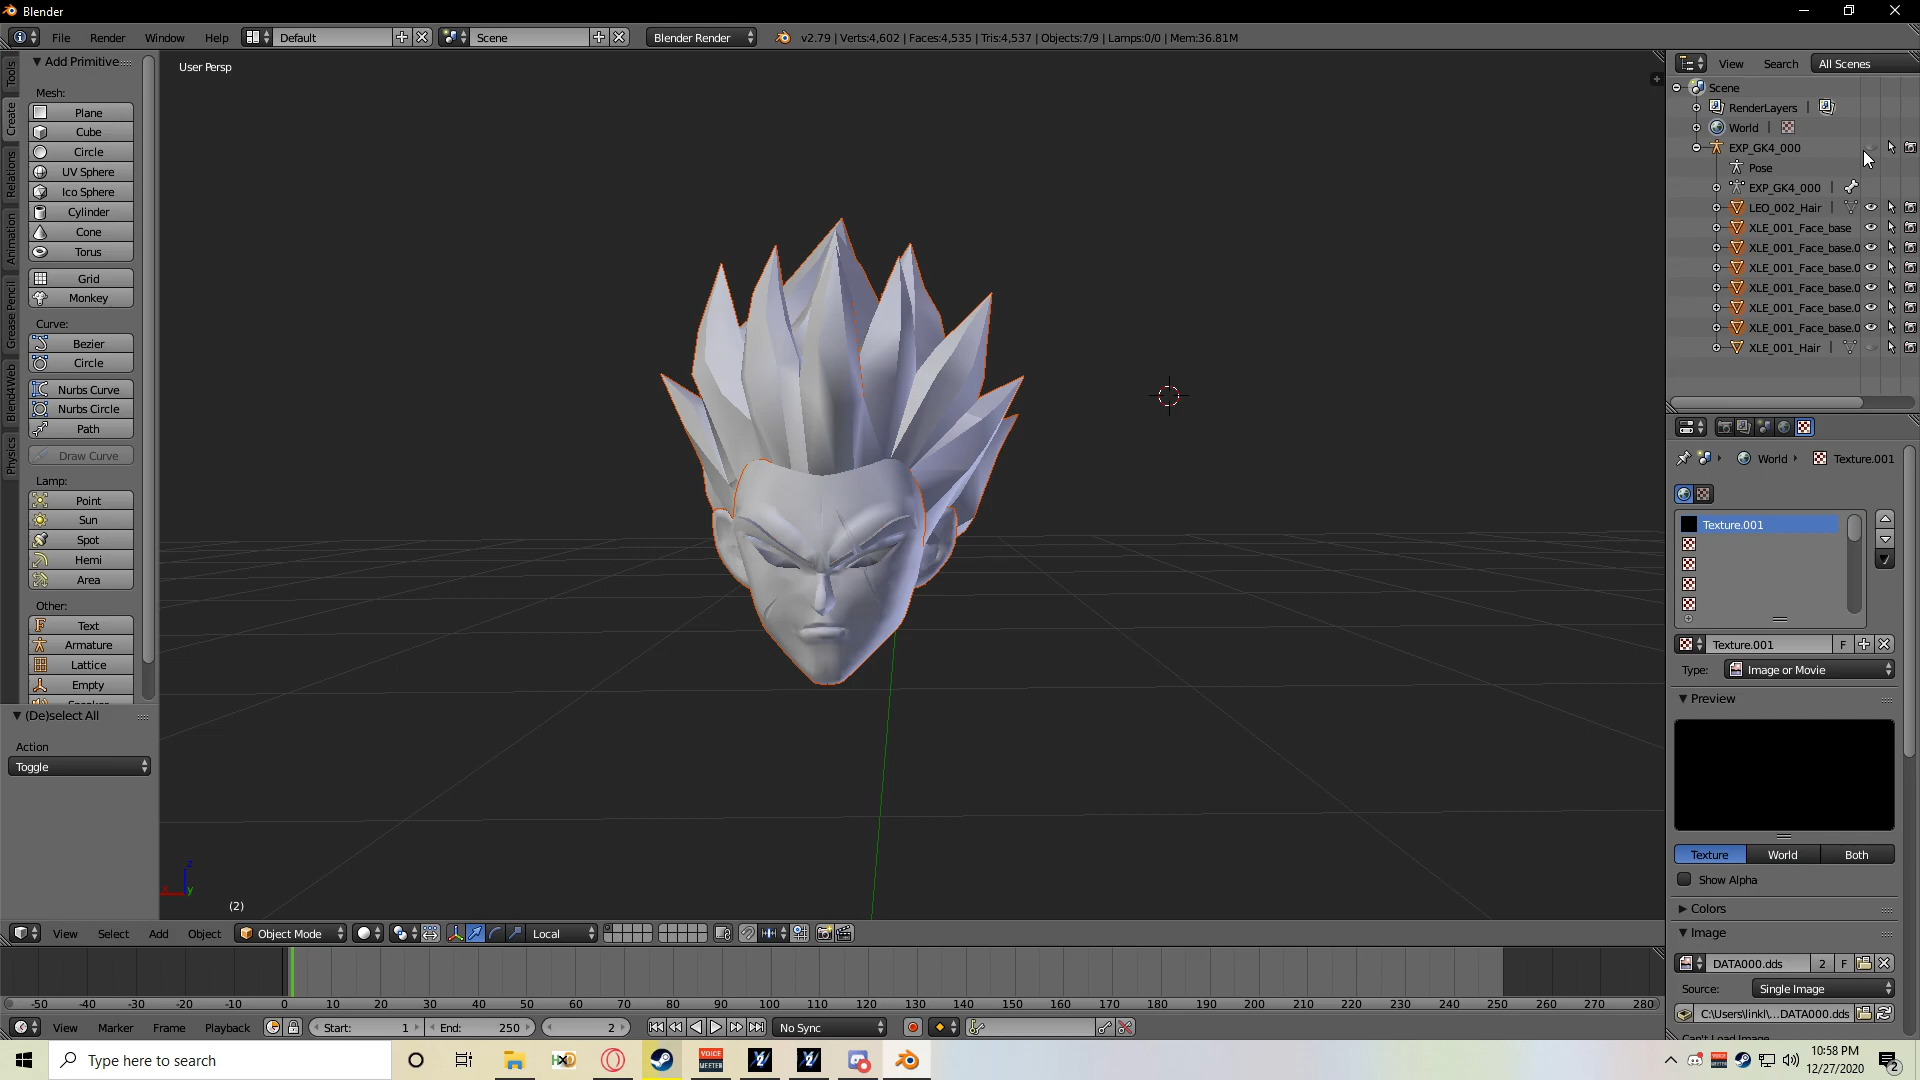 Blender
File Render Window Help Default Scene Blender Render v2.79 | Verts:4,602 | Faces:4,535 | Tris:4,537 | Objects:7/9 | Lamps:0/0 | Mem:36.81M
Tools
Create
Relations
Animation
Grease Pencil
Blend4Web
Physics
Add Primitive
Mesh:
Plane
Cube
Circle
UV Sphere
Ico Sphere
Cylinder
Cone
Torus
Grid
Monkey
Curve:
Bezier
Circle
Nurbs Curve
Nurbs Circle
Path
Draw Curve
Lamp:
Point
Sun
Spot
Hemi
Area
Other:
Text
Armature
Lattice
Empty
(De)select All
Action
Toggle
User Persp
z
x
y
(2)
View Select Add Object Object Mode Local
-50 -40 -30 -20 -10 0 10 20 30 40 50 60 70 80 90 100 110 120 130 140 150 160 170 180 190 200 210 220 230 240 250 260 270 280
View Marker Frame Playback Start: 1 End: 250 2 No Sync
View Search All Scenes
Scene
RenderLayers |
World |
EXP_GK4_000
Pose
EXP_GK4_000 |
LEO_002_Hair |
XLE_001_Face_base
XLE_001_Face_base.0
XLE_001_Face_base.0
XLE_001_Face_base.0
XLE_001_Face_base.0
XLE_001_Face_base.0
XLE_001_Hair |
World Texture.001
Texture.001
Texture.001 F
Type: Image or Movie
Preview
Texture World Both
Show Alpha
Colors
Image
DATA000.dds 2 F
Source: Single Image
C:\Users\linkl\...DATA000.dds
Type here to search
HXD
VOICE
MEETER
10:58 PM
12/27/2020
2